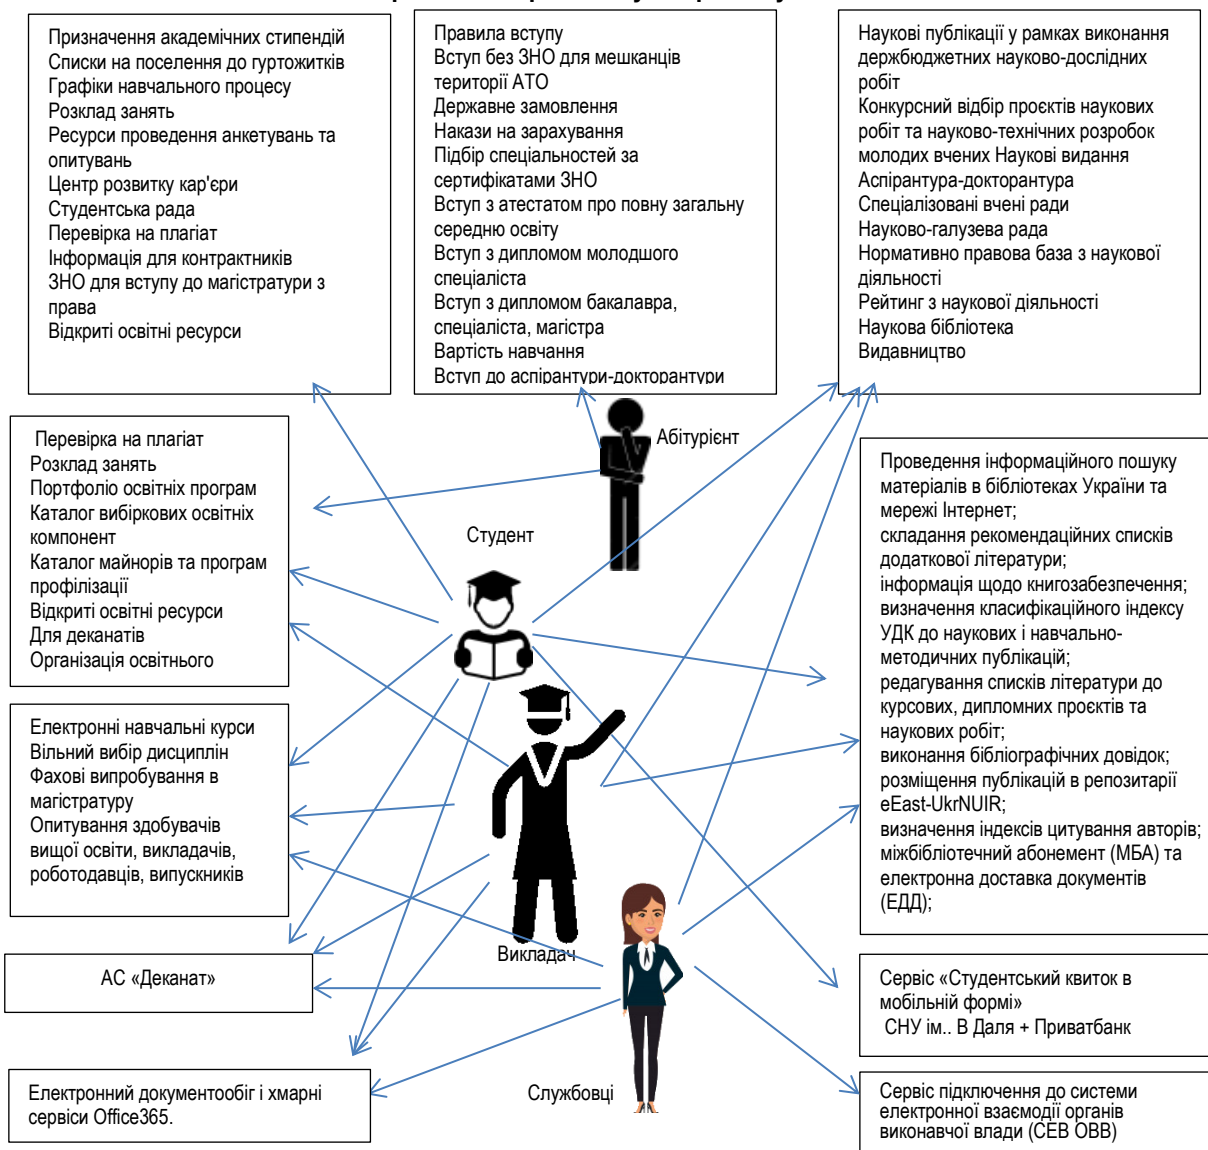 Призначення академічних стипендій
Списки на поселення до гуртожитків
Графіки навчального процесу
Розклад занять
Ресурси проведення анкетувань та
опитувань
Центр розвитку кар'єри
Студентська рада
Перевірка на плагіат
Інформація для контрактників
ЗНО для вступу до магістратури з
права
Відкриті освітні ресурси
Правила вступу
Вступ без ЗНО для мешканців
території АТО
Державне замовлення
Накази на зарахування
Підбір спеціальностей за
сертифікатами ЗНО
Вступ з атестатом про повну загальну
середню освіту
Вступ з дипломом молодшого
спеціаліста
Вступ з дипломом бакалавра,
спеціаліста, магістра
Вартість навчання
Вступ до аспірантури-докторантури
Наукові публікації у рамках виконання
держбюджетних науково-дослідних
робіт
Конкурсний відбір проєктів наукових
робіт та науково-технічних розробок
молодих вчених Наукові видання
Аспірантура-докторантура
Спеціалізовані вчені ради
Науково-галузева рада
Нормативно правова база з наукової
діяльності
Рейтинг з наукової діяльності
Наукова бібліотека
Видавництво
Абітурієнт
Перевірка на плагіат
Розклад занять
Портфоліо освітніх програм
Каталог вибіркових освітніх
компонент
Каталог майнорів та програм
профілізації
Відкриті освітні ресурси
Для деканатів
Організація освітнього
Студент
Проведення інформаційного пошуку
матеріалів в бібліотеках України та
мережі Інтернет;
складання рекомендаційних списків
додаткової літератури;
інформація щодо книгозабезпечення;
визначення класифікаційного індексу
УДК до наукових і навчально-
методичних публікацій;
редагування списків літератури до
курсових, дипломних проєктів та
наукових робіт;
виконання бібліографічних довідок;
розміщення публікацій в репозитарії
eEast-UkrNUIR;
визначення індексів цитування авторів;
міжбібліотечний абонемент (МБА) та
електронна доставка документів
(ЕДД);
Електронні навчальні курси
Вільний вибір дисциплін
Фахові випробування в
магістратуру
Опитування здобувачів
вищої освіти, викладачів,
роботодавців, випускників
Викладач
АС «Деканат»
Сервіс «Студентський квиток в
мобільній формі»
СНУ ім.. В Даля + Приватбанк
Електронний документообіг і хмарні
сервіси Office365.
Службовці
Сервіс підключення до системи
електронної взаємодії органів
виконавчої влади (СЕВ ОВВ)